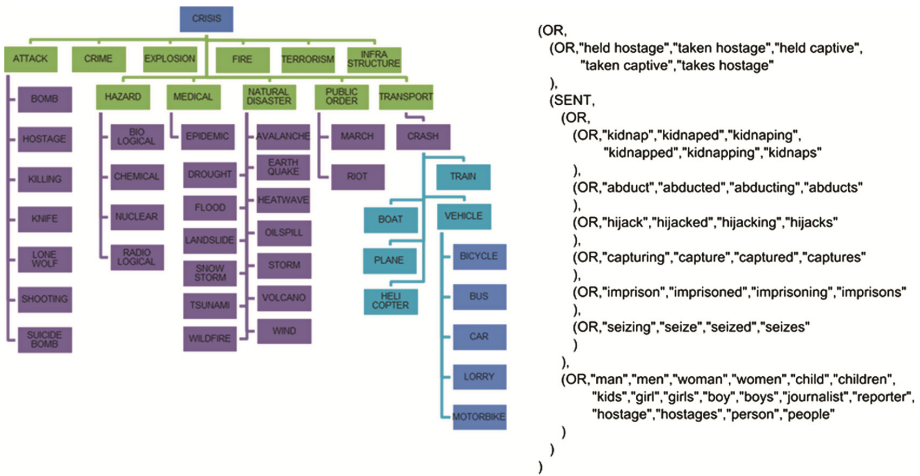 CRISIS
ATTACK
CRIME
EXPLOSION
FIRE
TERRORISM
INFRA
STRUCTURE
BOMB
HOSTAGE
KILLING
KNIFE
LONE
WOLF
SHOOTING
SUICIDE
BOMB
HAZARD
MEDICAL
NATURAL
DISASTER
PUBLIC
ORDER
TRANSPORT
BIO
LOGICAL
CHEMICAL
NUCLEAR
RADIO
LOGICAL
EPIDEMIC
DROUGHT
FLOOD
LANDSLIDE
SNOW
STORM
TSUNAMI
WILDFIRE
AVALANCHE
EARTH
QUAKE
HEATWAVE
OILSPILL
STORM
VOLCANO
WIND
MARCH
RIOT
CRASH
TRAIN
BOAT
VEHICLE
PLANE
HELI
COPTER
BICYCLE
BUS
CAR
LORRY
MOTORBIKE
(OR,
(OR,"held hostage","taken hostage","held captive",
"taken captive","takes hostage"
),
(SENT,
(OR,
(OR,"kidnap","kidnaped","kidnaping",
"kidnapped","kidnapping","kidnaps"
),
(OR,"abduct","abducted","abducting","abducts"
),
(OR,"hijack","hijacked","hijacking","hijacks"
),
(OR,"capturing","capture","captured","captures"
),
(OR,"imprison","imprisoned","imprisoning","imprisons"
),
(OR,"seizing","seize","seized","seizes"
)
),
(OR,"man","men","woman","women","child","children",
"kids","girl","girls","boy","boys","journalist","reporter",
"hostage","hostages","person","people"
)
)
)